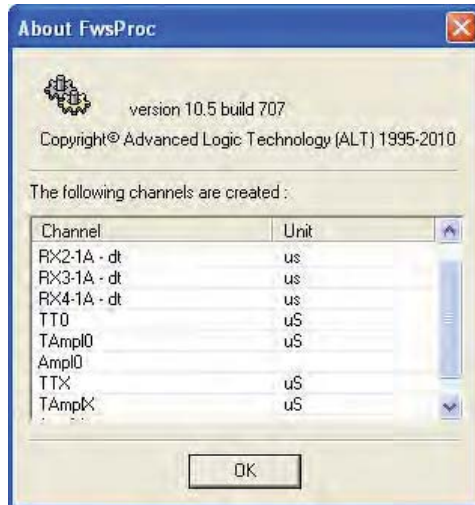 About FwsProc
version 10.5 build 707
Copyright© Advanced Logic Technology (ALT) 1995-2010
The following channels are created :
Channel Unit
RX2-1A - dt us
RX3-1A - dt us
RX4-1A - dt us
TT0 uS
TAmpl0 uS
Ampl0
TTX uS
TAmplX uS
OK